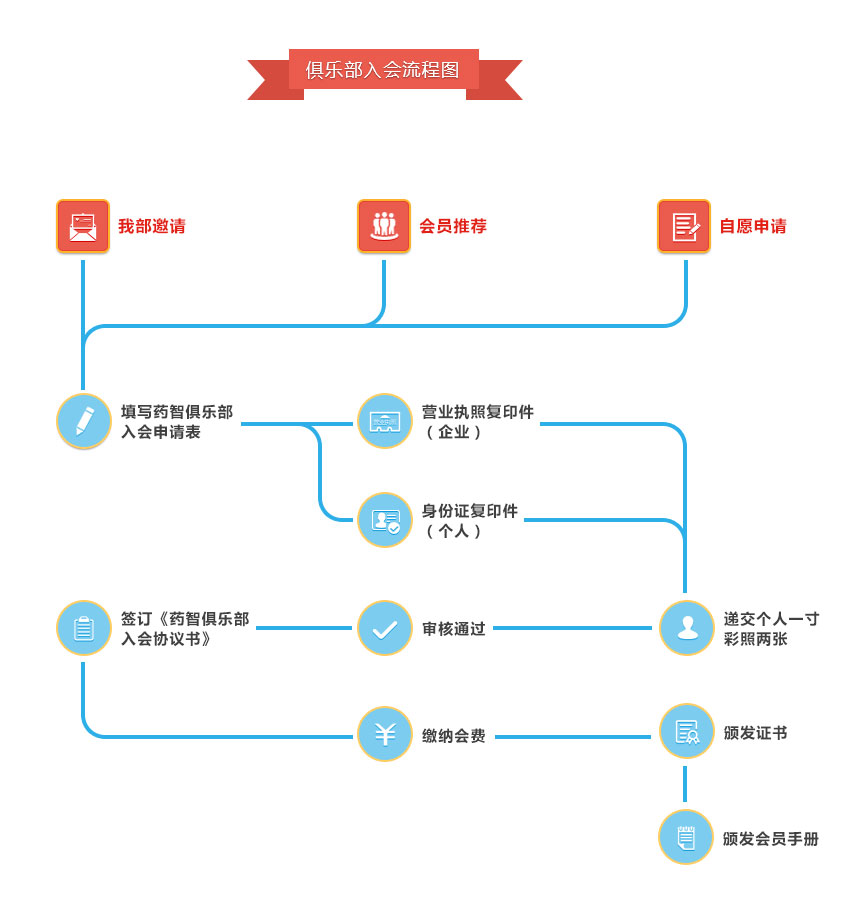 俱乐部入会流程图
我部邀请
会员推荐
自愿申请
填写药智俱乐部
入会申请表
营业执照复印件
（企业）
身份证复印件
（个人）
签订《药智俱乐部
入会协议书》
审核通过
递交个人一寸
彩照两张
缴纳会费
颁发证书
颁发会员手册